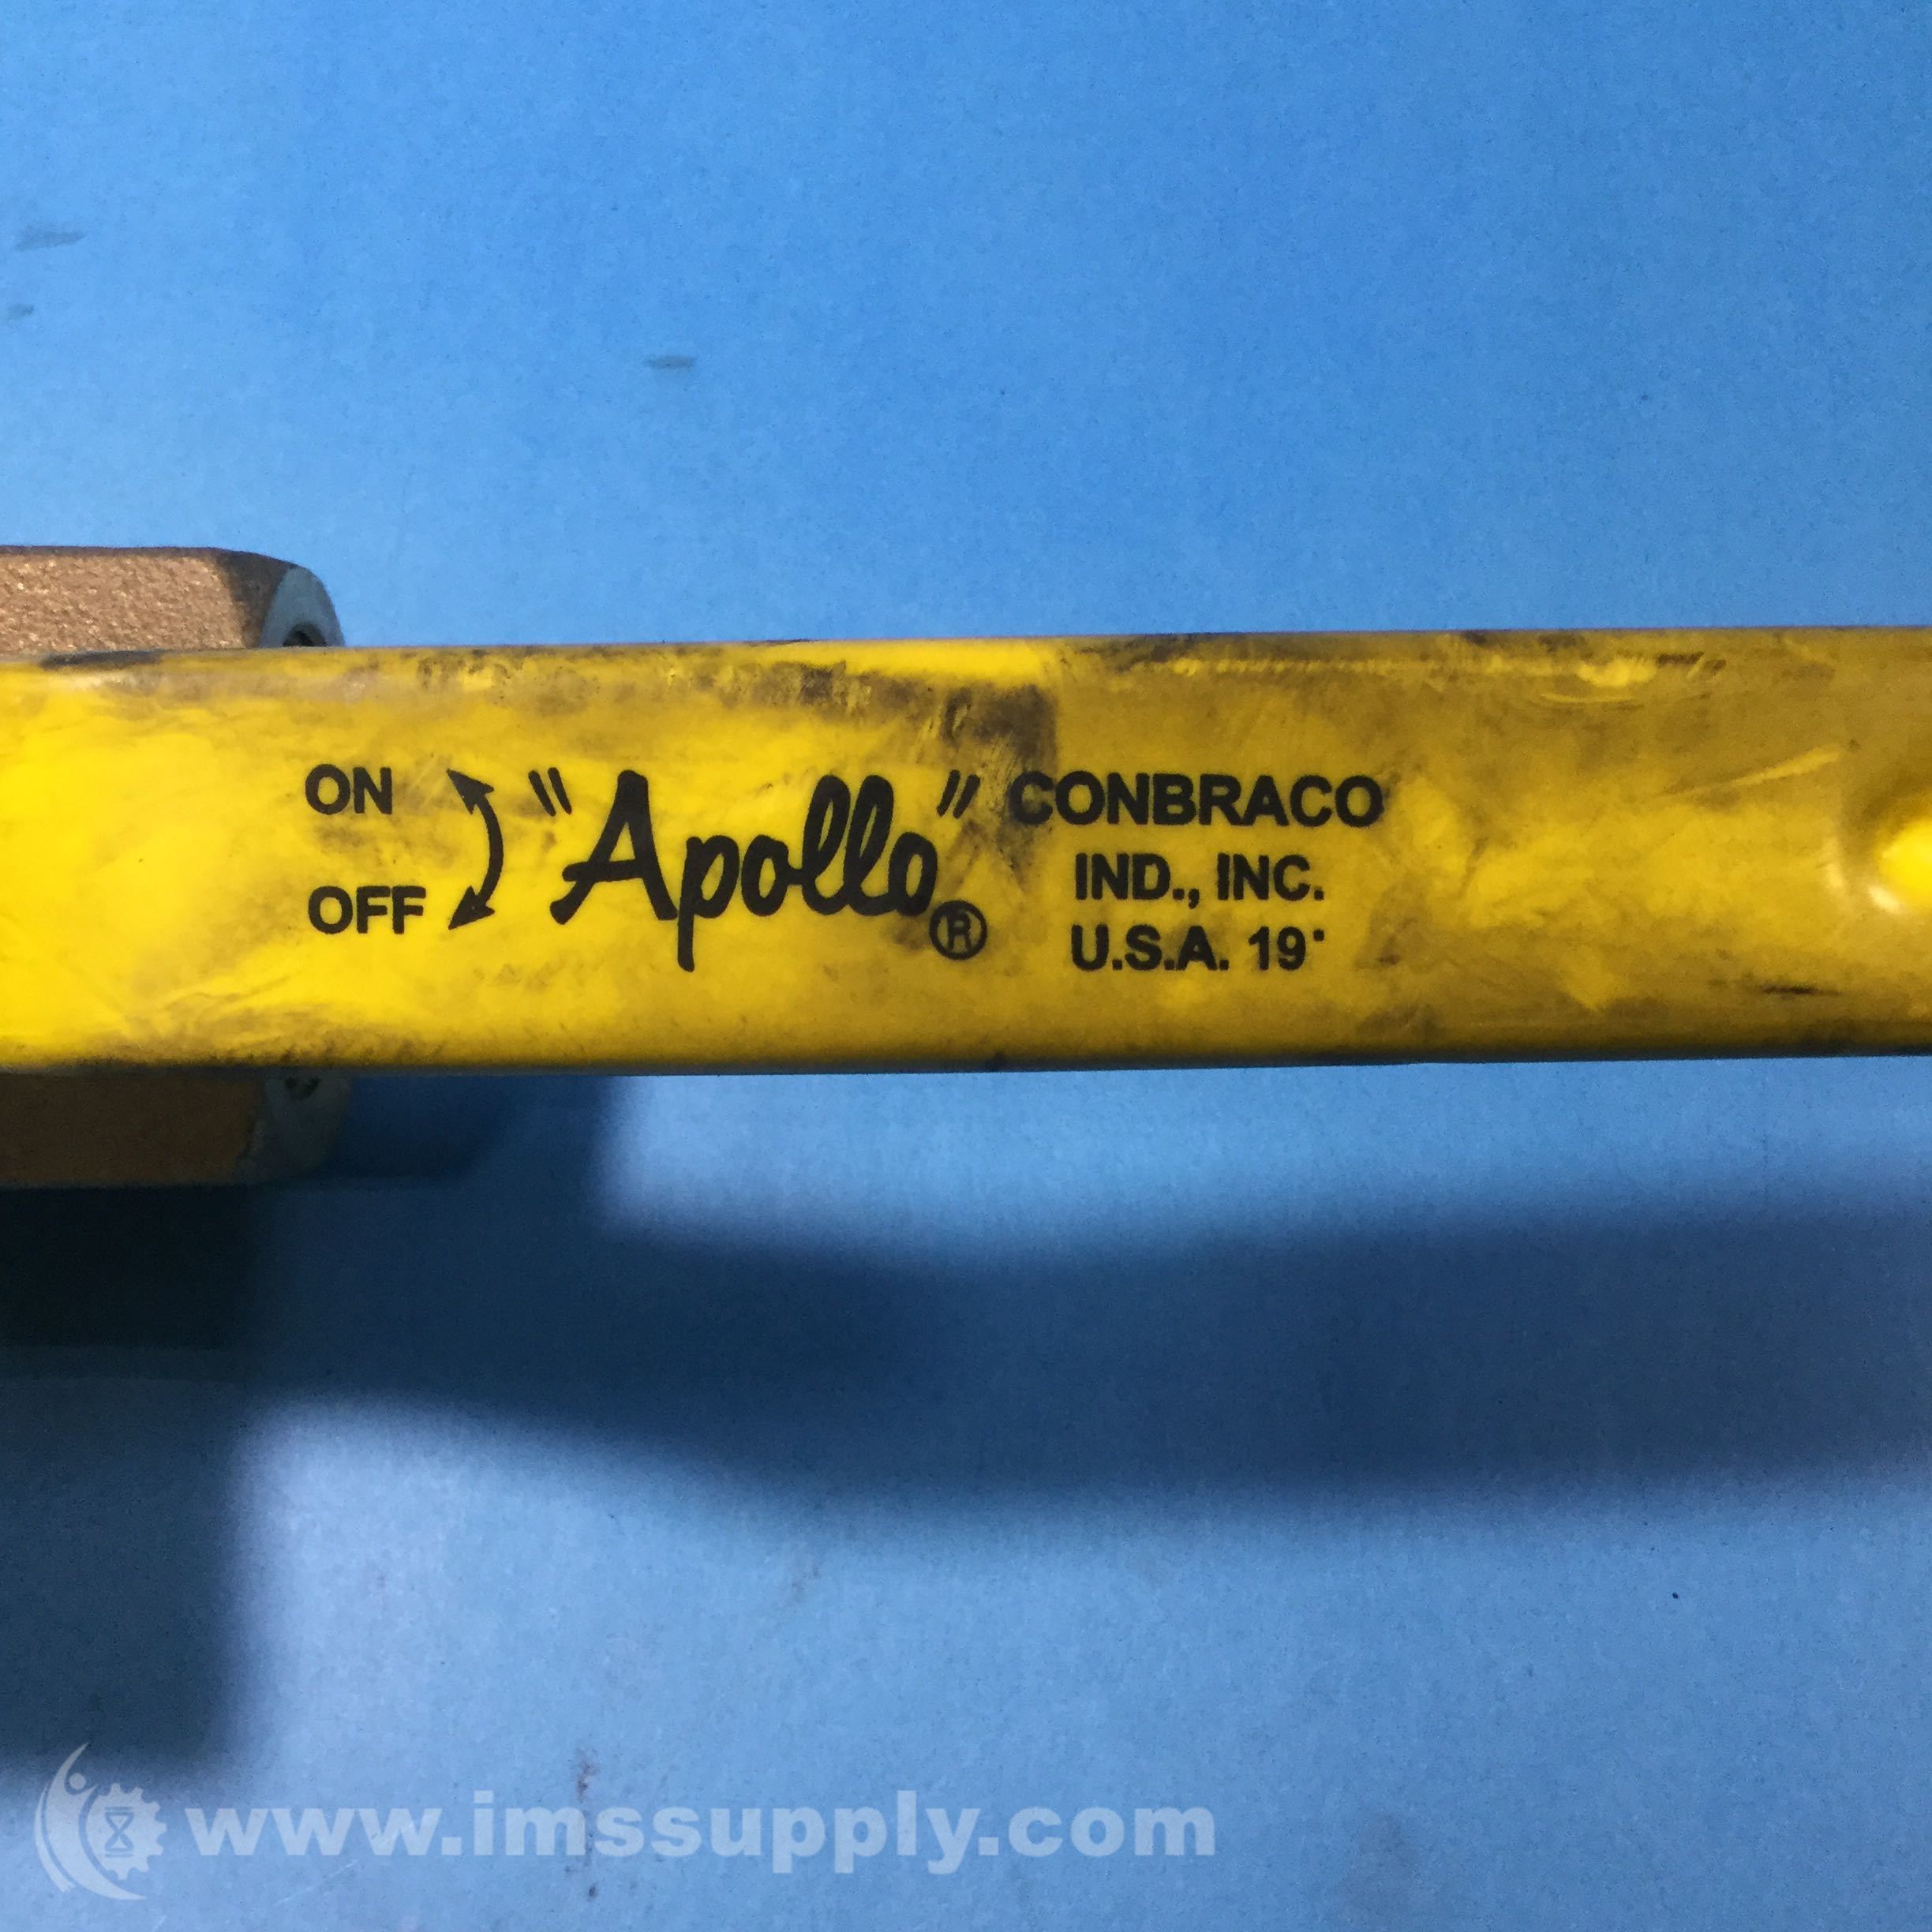 ON
OFF
"Apollo"®
CONBRACO
IND., INC.
U.S.A. 19
www.imssupply.com